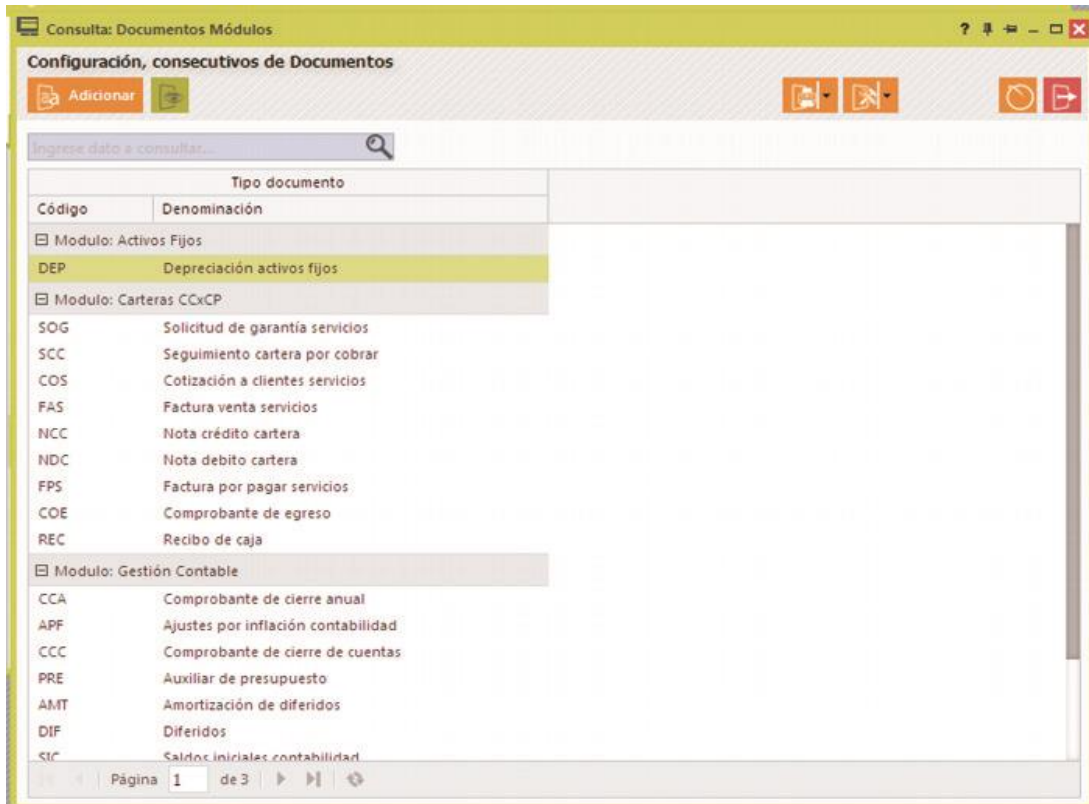 Consulta: Documentos Módulos
Configuración, consecutivos de Documentos
Adicionar
Ingrese dato a consultar...
Tipo documento
Código Denominación
Modulo: Activos Fijos
DEP Depreciación activos fijos
Modulo: Carteras CCxCP
SOG Solicitud de garantía servicios
SCC Seguimiento cartera por cobrar
COS Cotización a clientes servicios
FAS Factura venta servicios
NCC Nota crédito cartera
NDC Nota debito cartera
FPS Factura por pagar servicios
COE Comprobante de egreso
REC Recibo de caja
Modulo: Gestión Contable
CCA Comprobante de cierre anual
APF Ajustes por inflación contabilidad
CCC Comprobante de cierre de cuentas
PRE Auxiliar de presupuesto
AMT Amortización de diferidos
DIF Diferidos
SIC Saldos iniciales contabilidad
Página 1 de 3